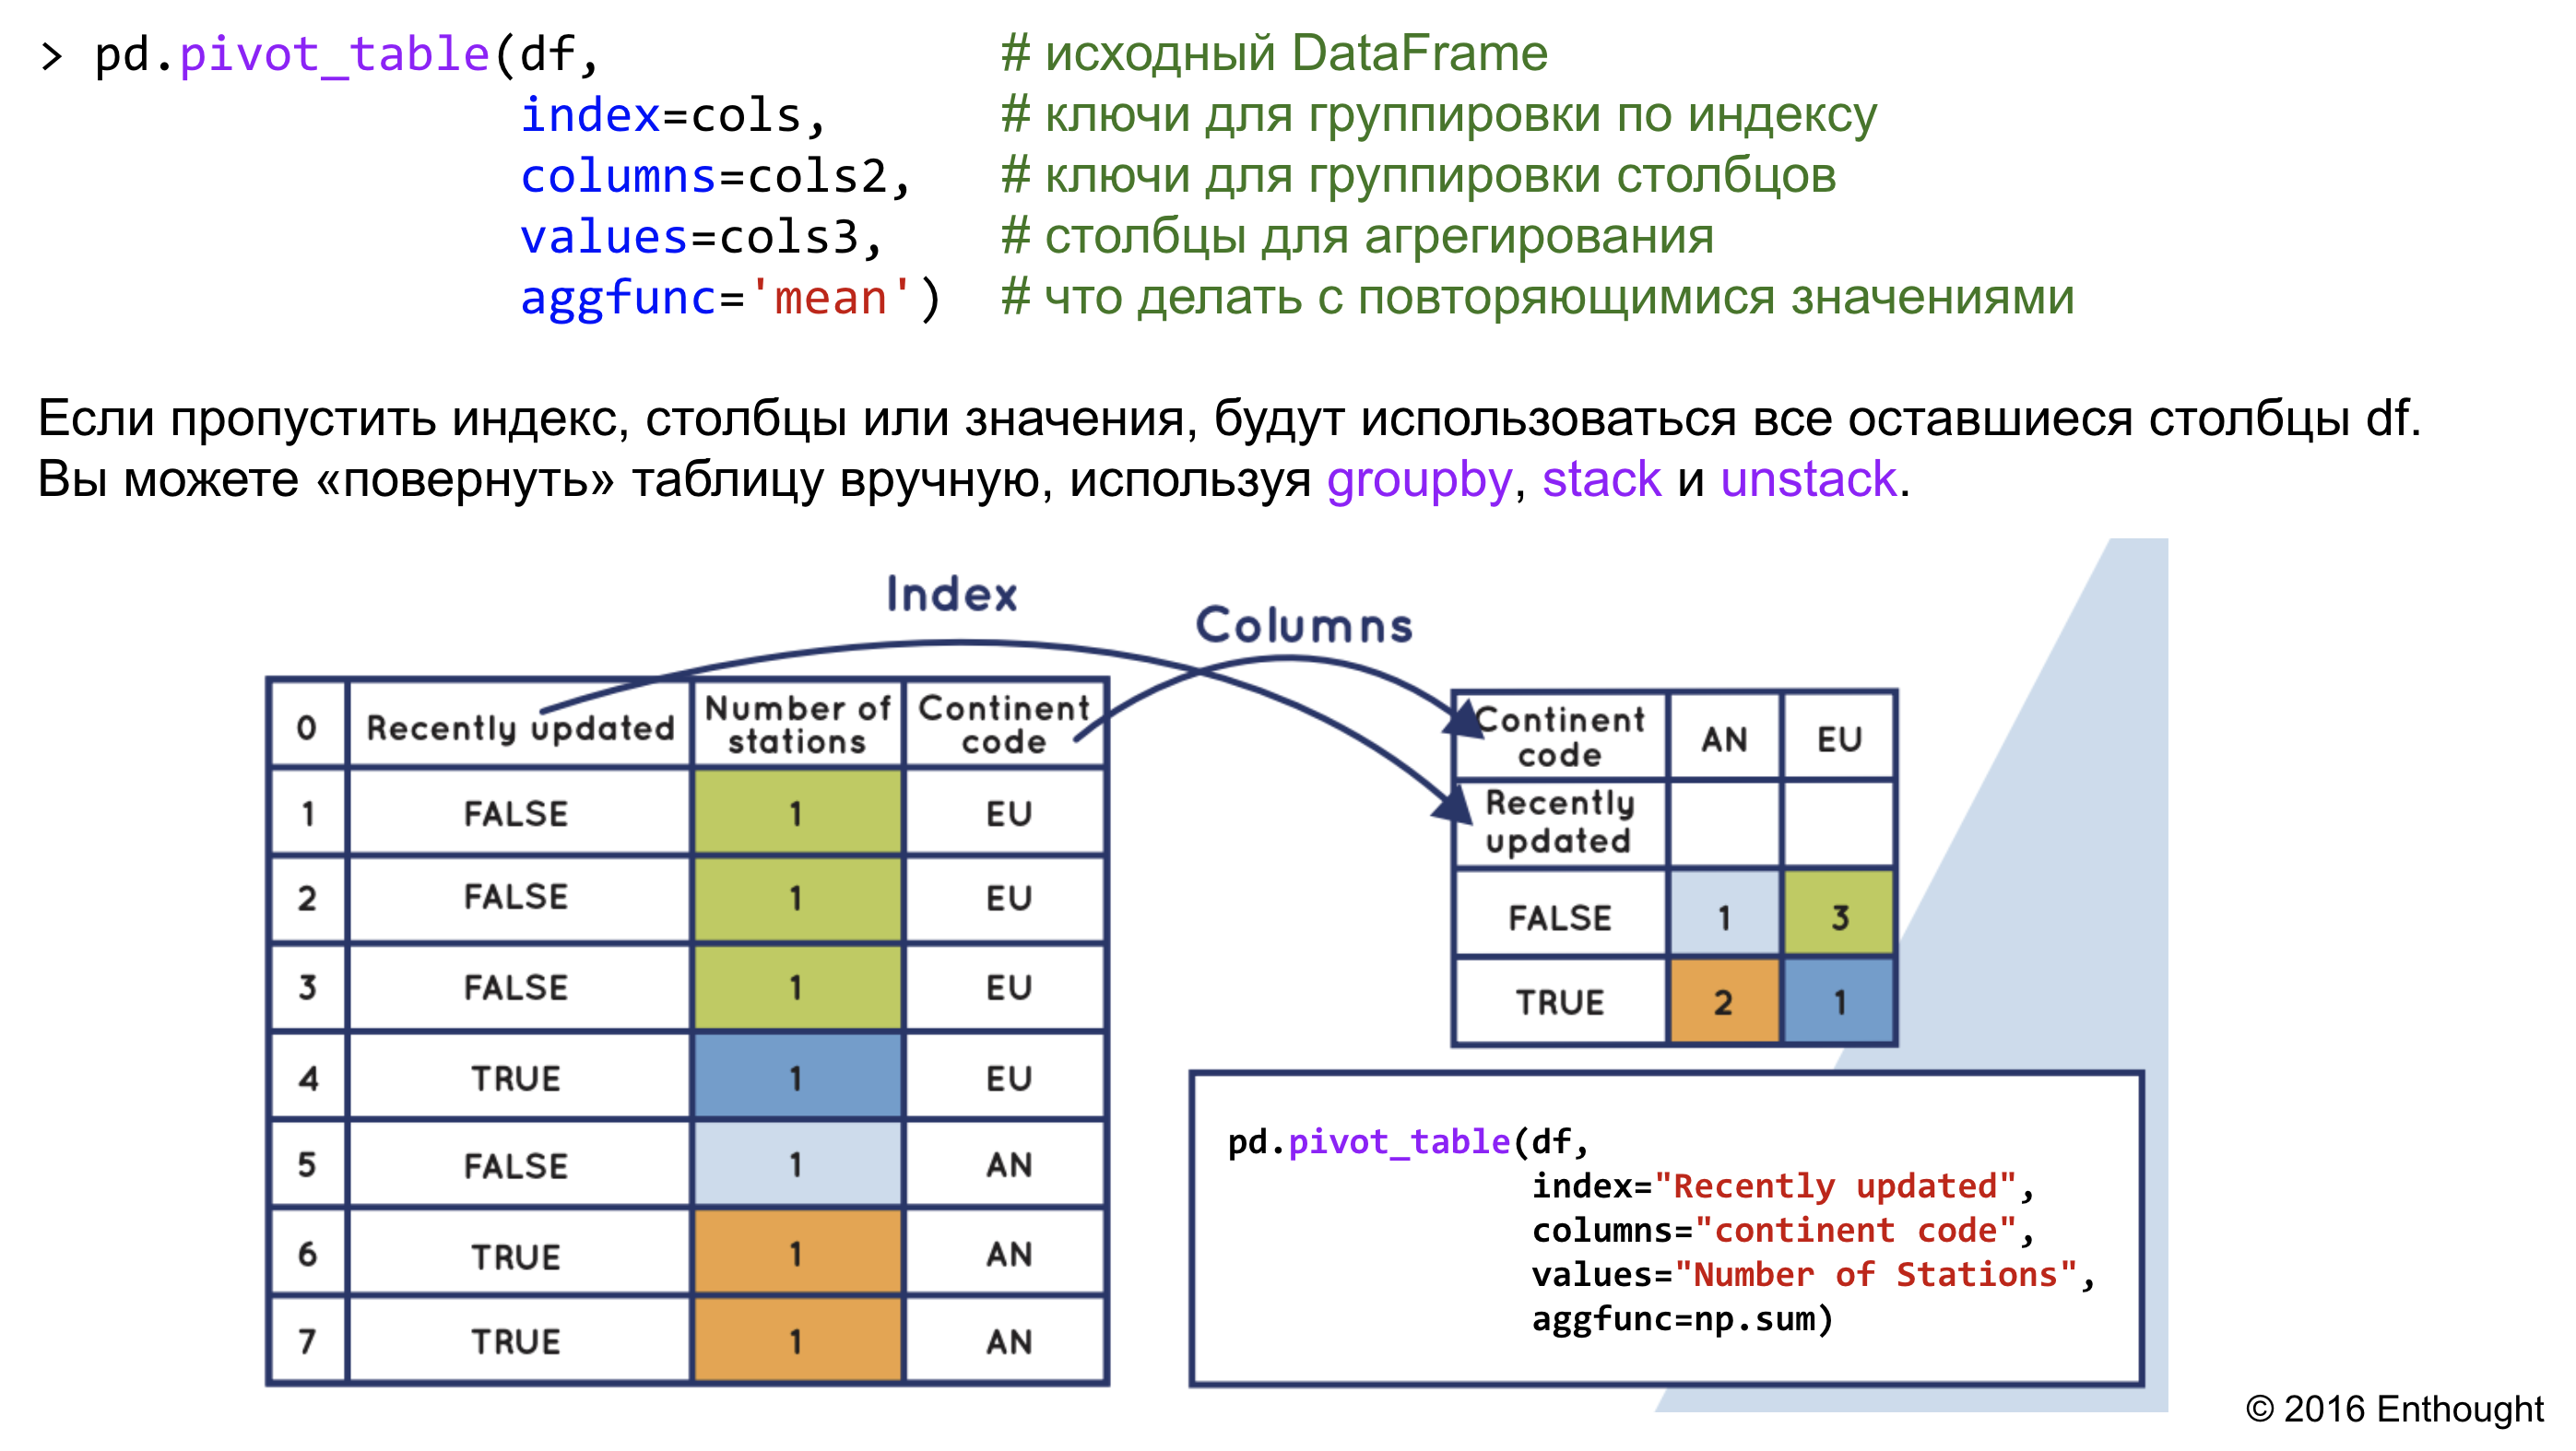 > pd.pivot_table(df, # исходный DataFrame
index=cols, # ключи для группировки по индексу
columns=cols2, # ключи для группировки столбцов
values=cols3, # столбцы для агрегирования
aggfunc='mean') # что делать с повторяющимися значениями
Если пропустить индекс, столбцы или значения, будут использоваться все оставшиеся столбцы df.
Вы можете «повернуть» таблицу вручную, используя groupby, stack и unstack.
Index
Columns
0 Recently updated Number of stations Continent code
1 FALSE 1 EU
2 FALSE 1 EU
3 FALSE 1 EU
4 TRUE 1 EU
5 FALSE 1 AN
6 TRUE 1 AN
7 TRUE 1 AN
Continent code AN EU
Recently updated
FALSE 1 3
TRUE 2 1
pd.pivot_table(df,
index="Recently updated",
columns="continent code",
values="Number of Stations",
aggfunc=np.sum)
© 2016 Enthought